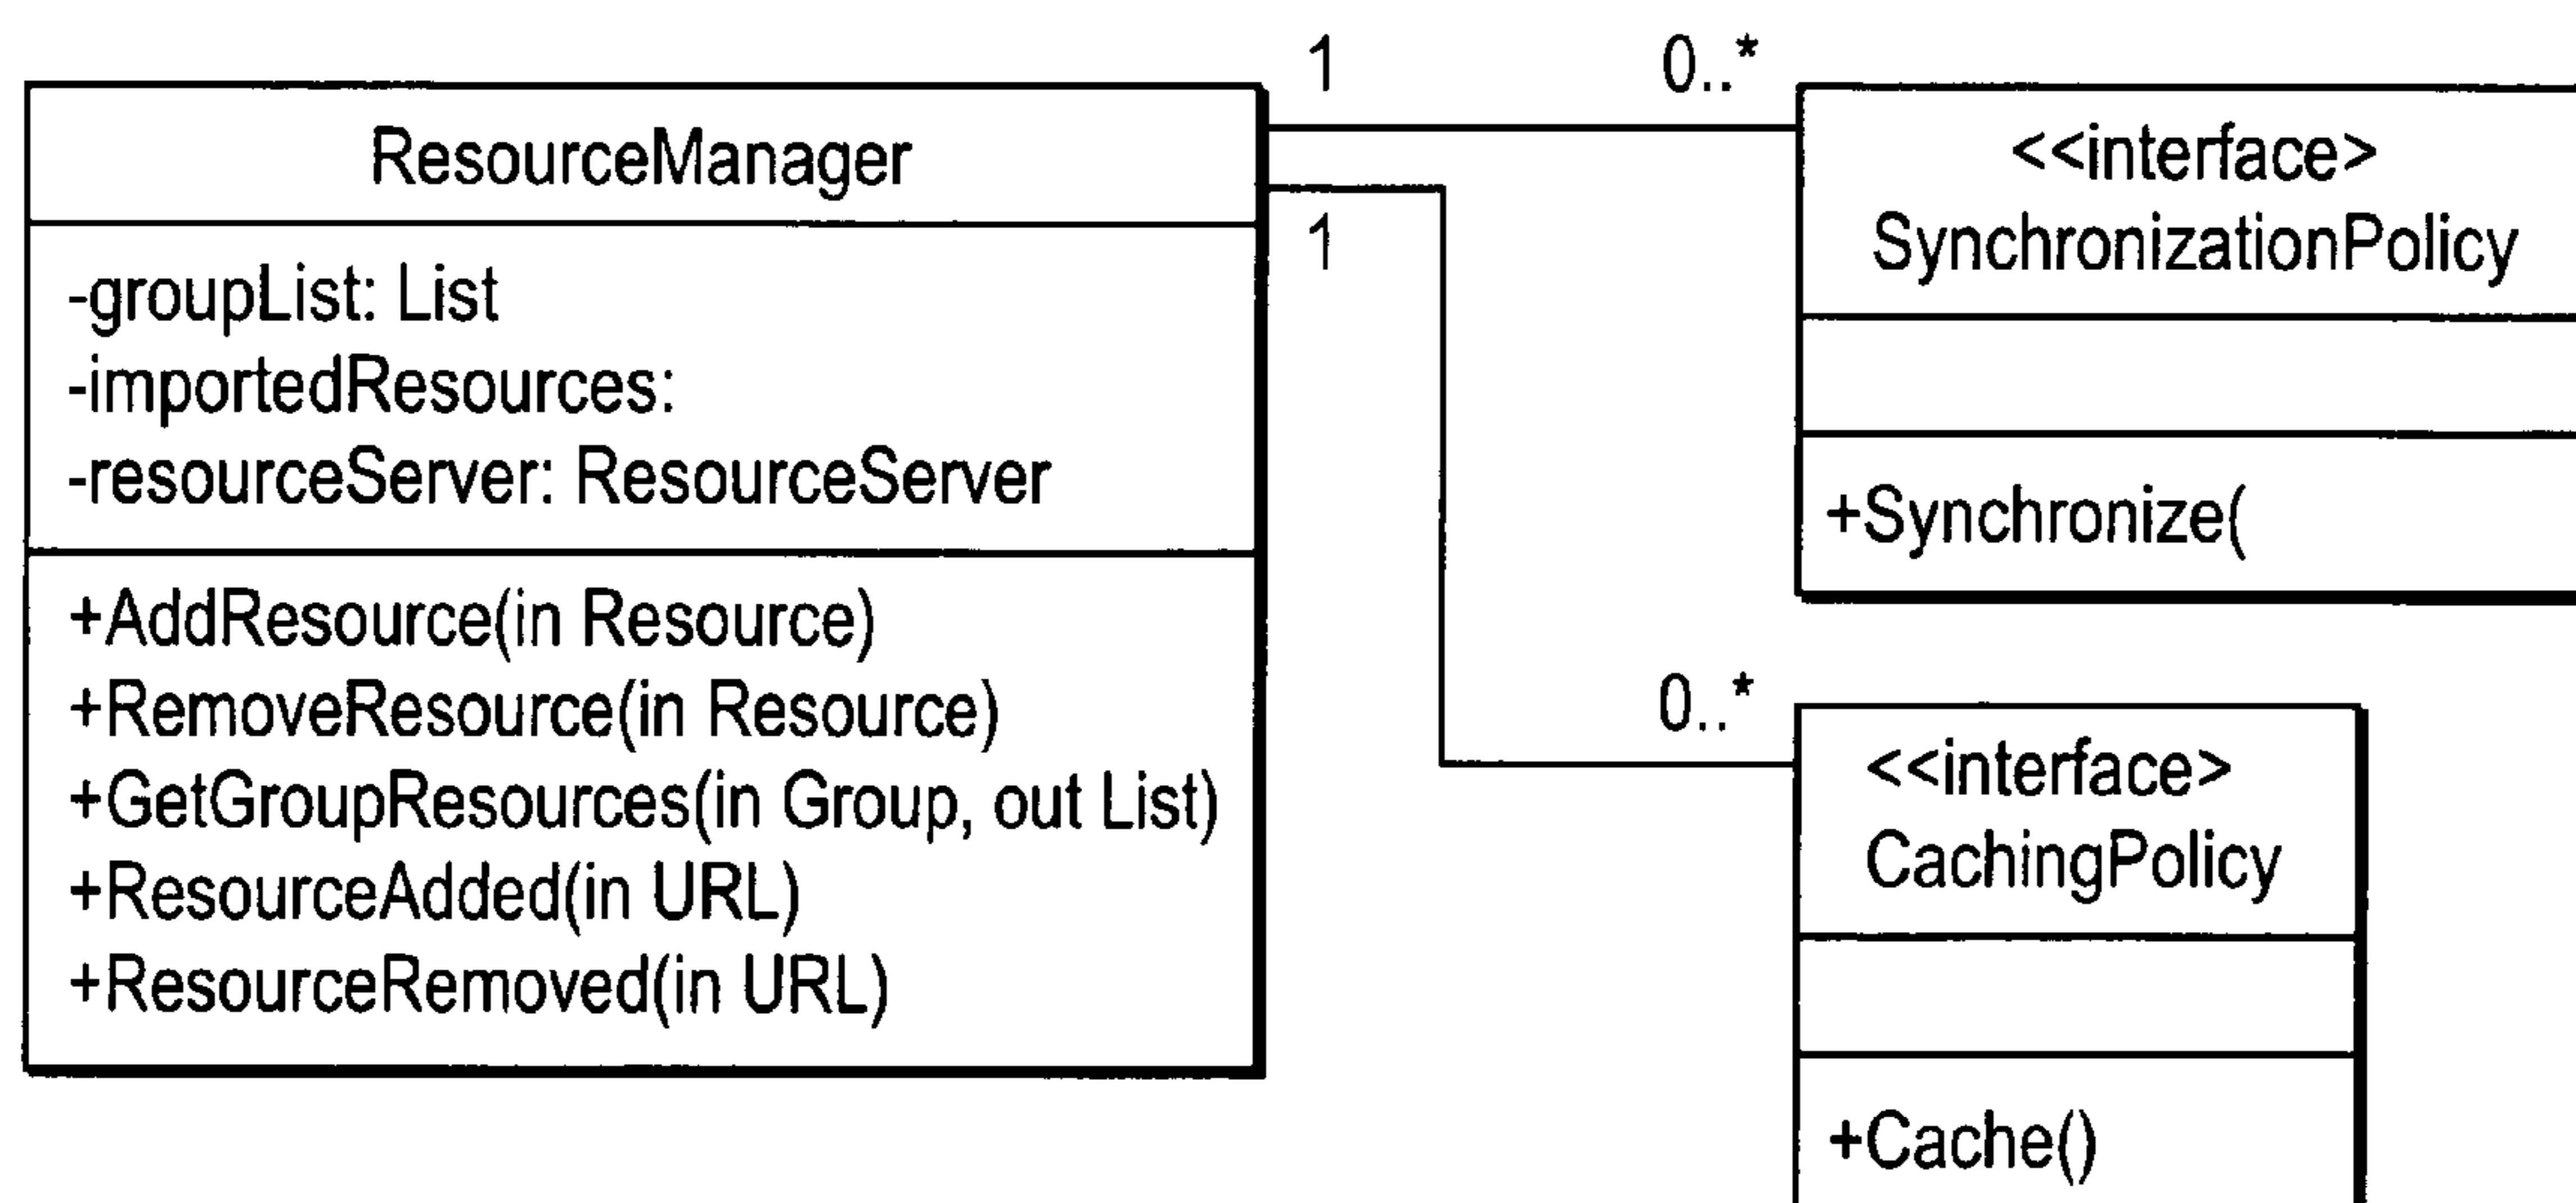 ResourceManager
-groupList: List
-importedResources:
-resourceServer: ResourceServer
+AddResource(in Resource)
+RemoveResource(in Resource)
+GetGroupResources(in Group, out List)
+ResourceAdded(in URL)
+ResourceRemoved(in URL)
1
0..*
1
0..*
<<interface>
SynchronizationPolicy
+Synchronize(
<<interface>
CachingPolicy
+Cache()